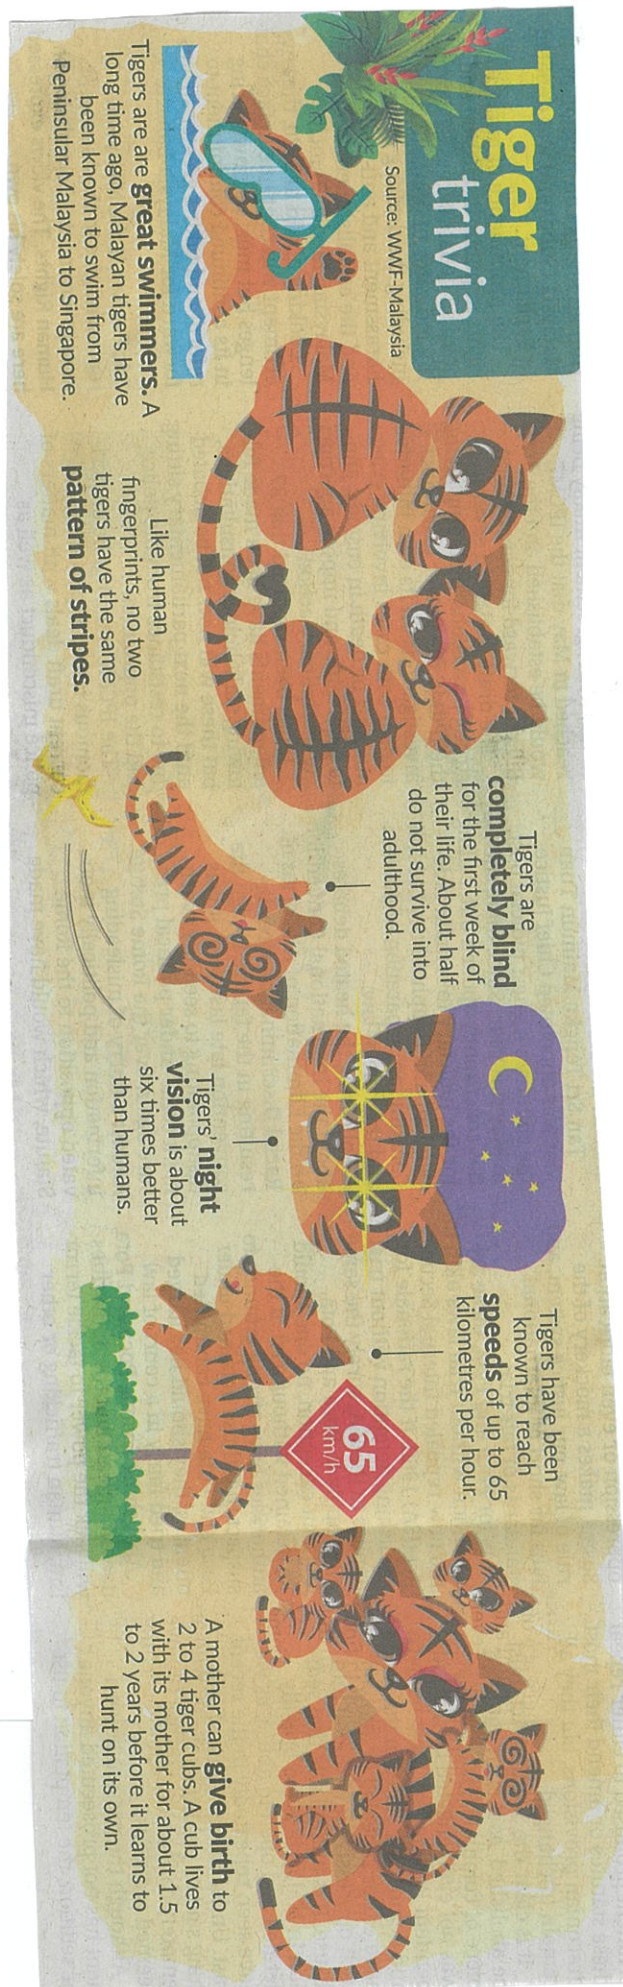 Tiger
trivia
Source: WWF-Malaysia
Tigers are are great swimmers. A
long time ago, Malayan tigers have
been known to swim from
Peninsular Malaysia to Singapore.
Like human
fingerprints, no two
tigers have the same
pattern of stripes.
Tigers are
completely blind
for the first week of
their life. About half
do not survive into
adulthood.
Tigers' night
vision is about
six times better
than humans.
Tigers have been
known to reach
speeds of up to 65
kilometres per hour.
65
km/h
A mother can give birth to
2 to 4 tiger cubs. A cub lives
with its mother for about 1.5
to 2 years before it learns to
hunt on its own.